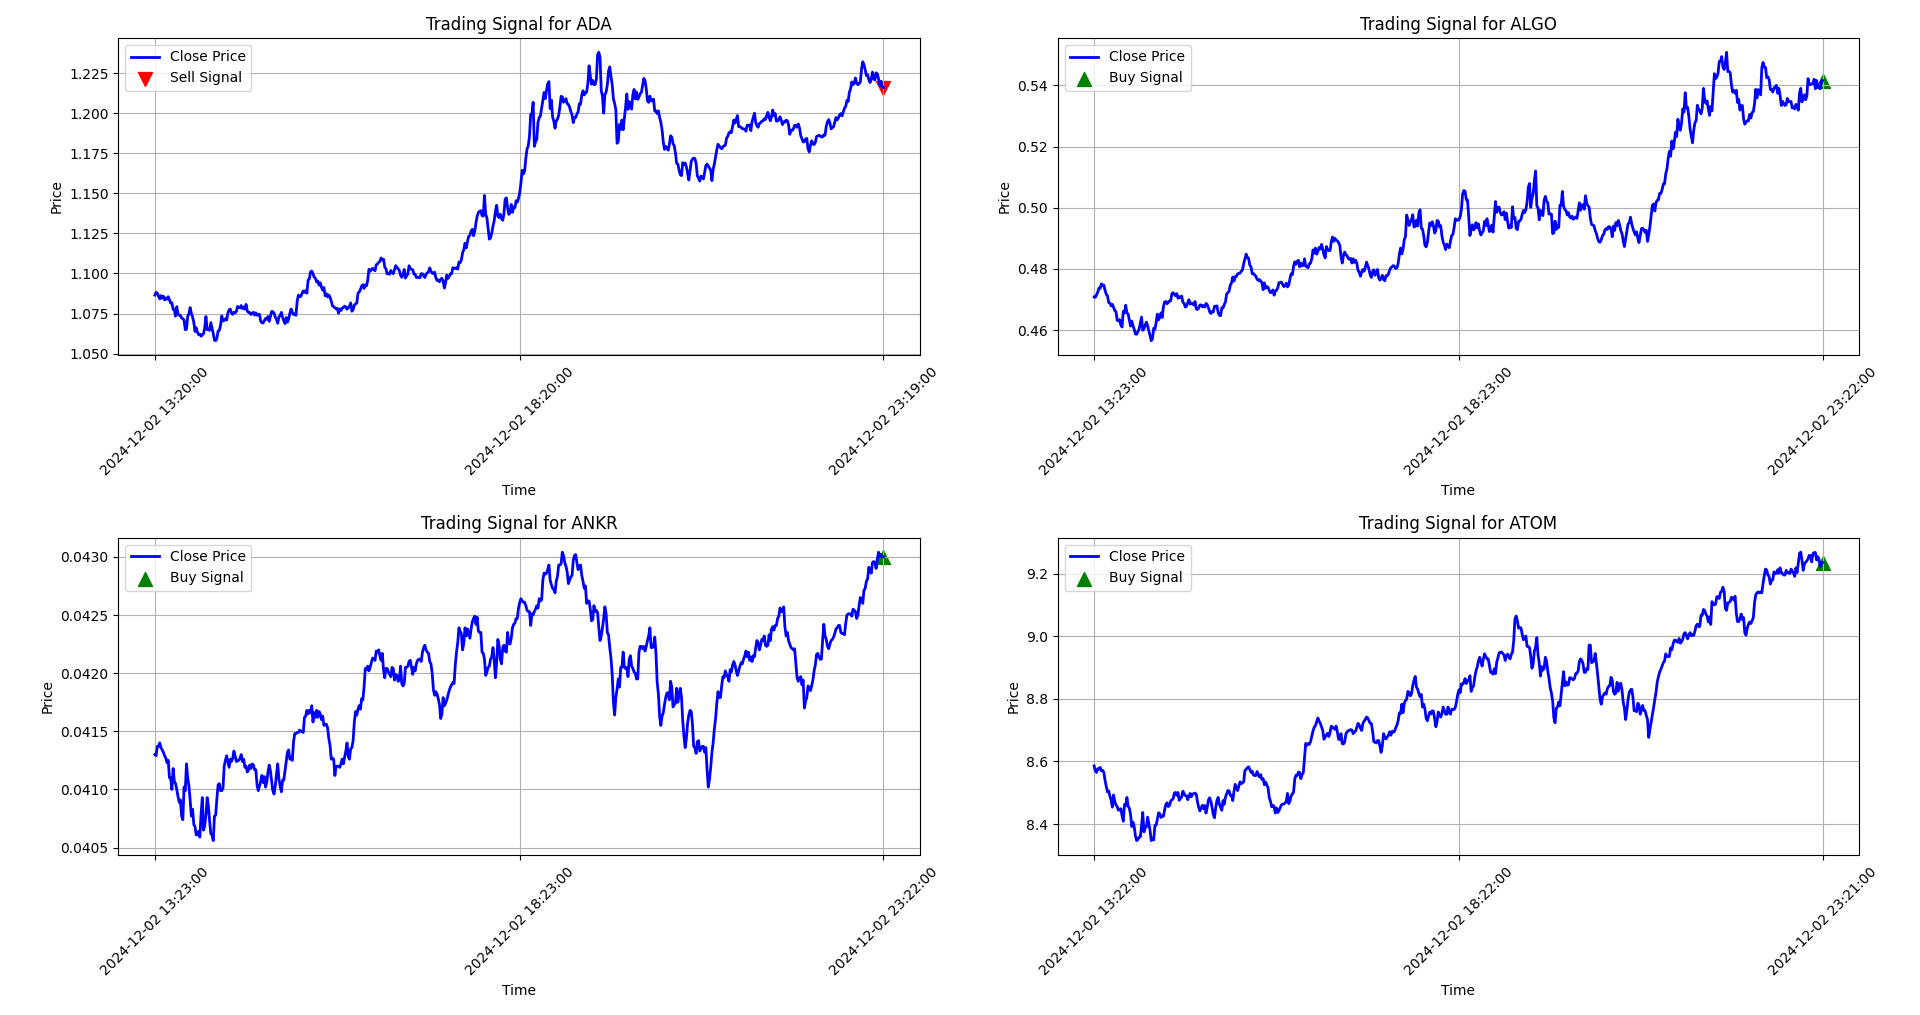 Trading Signal for ADA
Close Price
Sell Signal
Price
1.225
1.200
1.175
1.150
1.125
1.100
1.075
1.050
2024-12-02 13:20:00
2024-12-02 18:20:00
2024-12-02 23:19:00
Time
Trading Signal for ALGO
Close Price
Buy Signal
Price
0.54
0.52
0.50
0.48
0.46
2024-12-02 13:23:00
2024-12-02 18:23:00
2024-12-02 23:22:00
Time
Trading Signal for ANKR
Close Price
Buy Signal
Price
0.0430
0.0425
0.0420
0.0415
0.0410
0.0405
2024-12-02 13:23:00
2024-12-02 18:23:00
2024-12-02 23:22:00
Time
Trading Signal for ATOM
Close Price
Buy Signal
Price
9.2
9.0
8.8
8.6
8.4
2024-12-02 13:22:00
2024-12-02 18:22:00
2024-12-02 23:21:00
Time